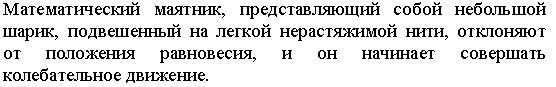 Математический маятник, представляющий собой небольшой
шарик, подвешенный на легкой нерастяжимой нити, отклоняют
от положения равновесия, и он начинает совершать
колебательное движение.